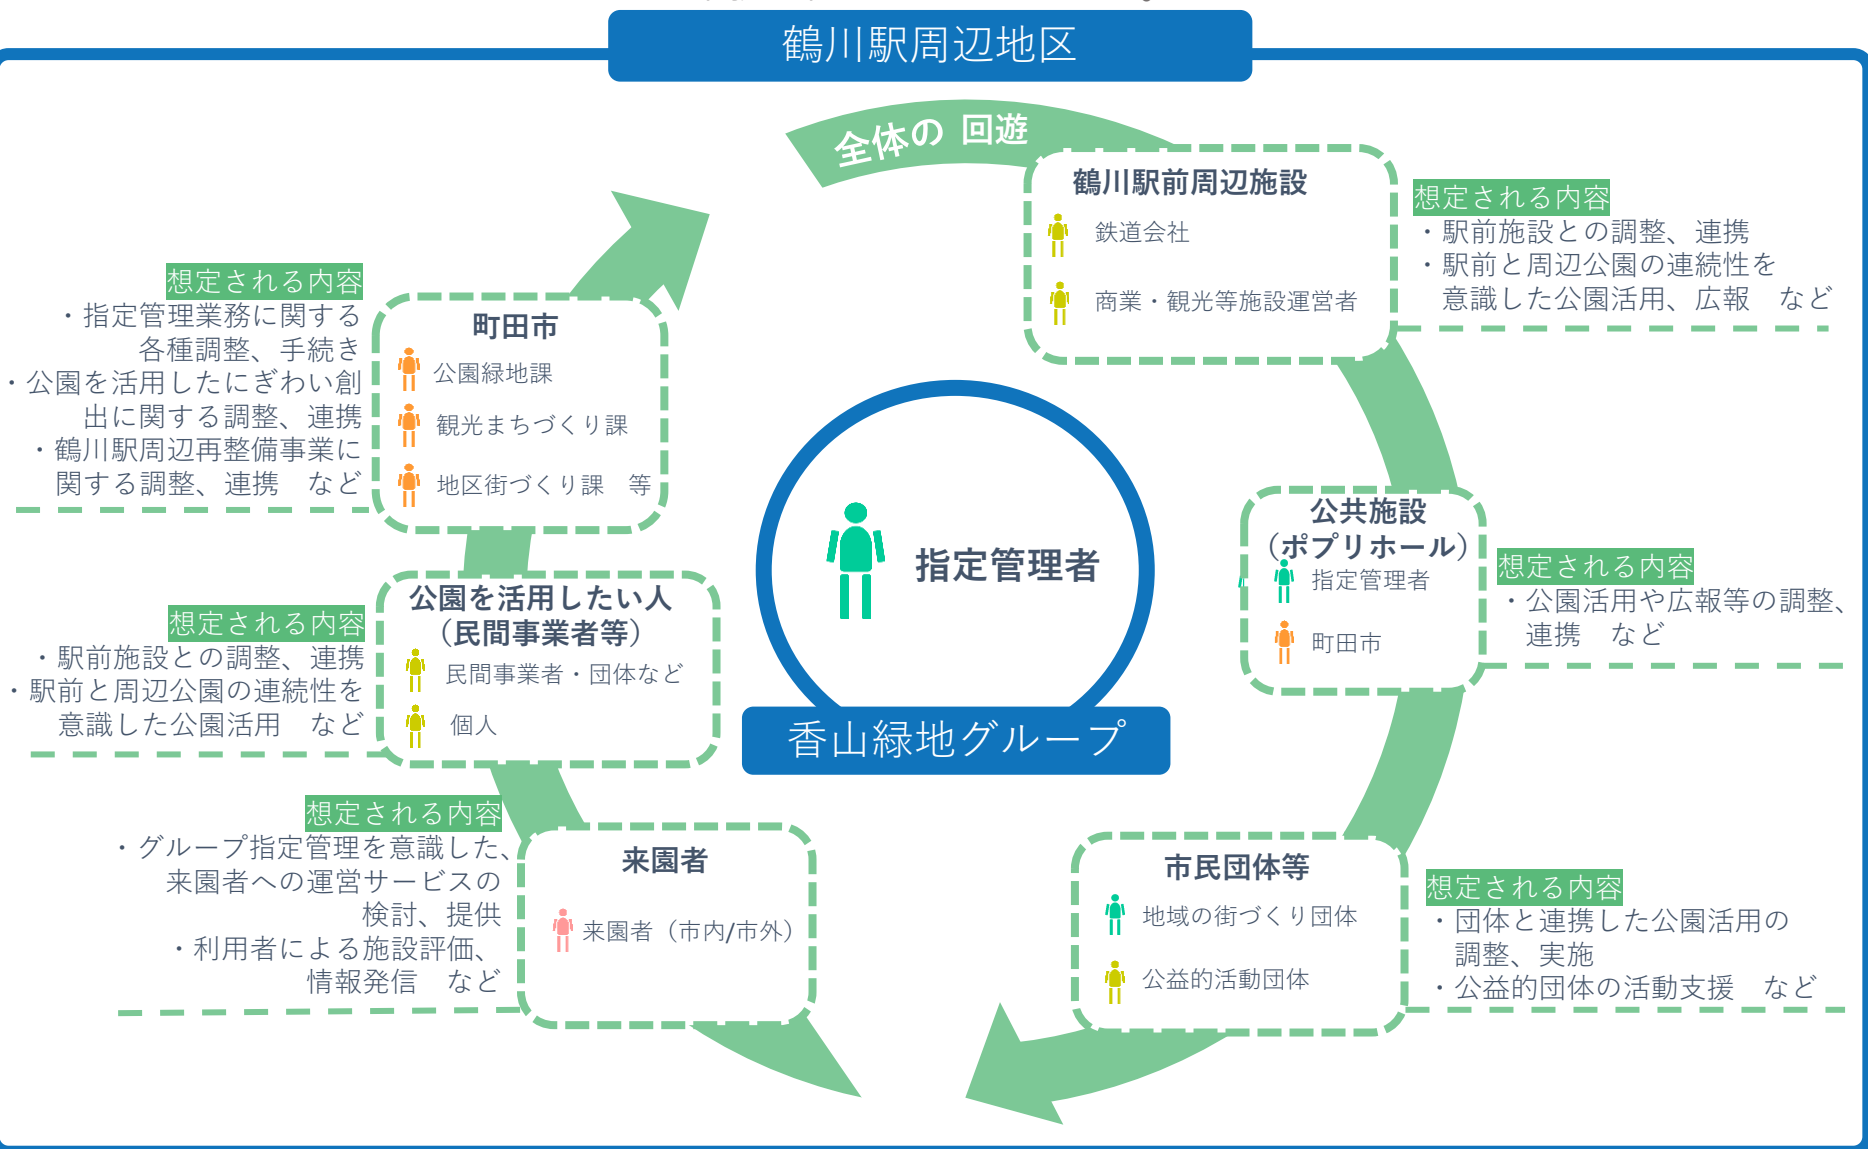 鶴川駅周辺地区
全体の 回遊
鶴川駅前周辺施設
鉄道会社
商業・観光等施設運営者
想定される内容
・駅前施設との調整、連携
・駅前と周辺公園の連続性を
意識した公園活用、広報　など
公共施設
（ポプリホール）
指定管理者
町田市
想定される内容
・公園活用や広報等の調整、
連携　など
市民団体等
地域の街づくり団体
公益的活動団体
想定される内容
・団体と連携した公園活用の
調整、実施
・公益的団体の活動支援　など
来園者
来園者（市内/市外）
想定される内容
・グループ指定管理を意識した、
来園者への運営サービスの
検討、提供
・利用者による施設評価、
情報発信　など
公園を活用したい人
（民間事業者等）
民間事業者・団体など
個人
想定される内容
・駅前施設との調整、連携
・駅前と周辺公園の連続性を
意識した公園活用　など
町田市
公園緑地課
観光まちづくり課
地区街づくり課　等
想定される内容
・指定管理業務に関する
各種調整、手続き
・公園を活用したにぎわい創
出に関する調整、連携
・鶴川駅周辺再整備事業に
関する調整、連携　など
指定管理者
香山緑地グループ